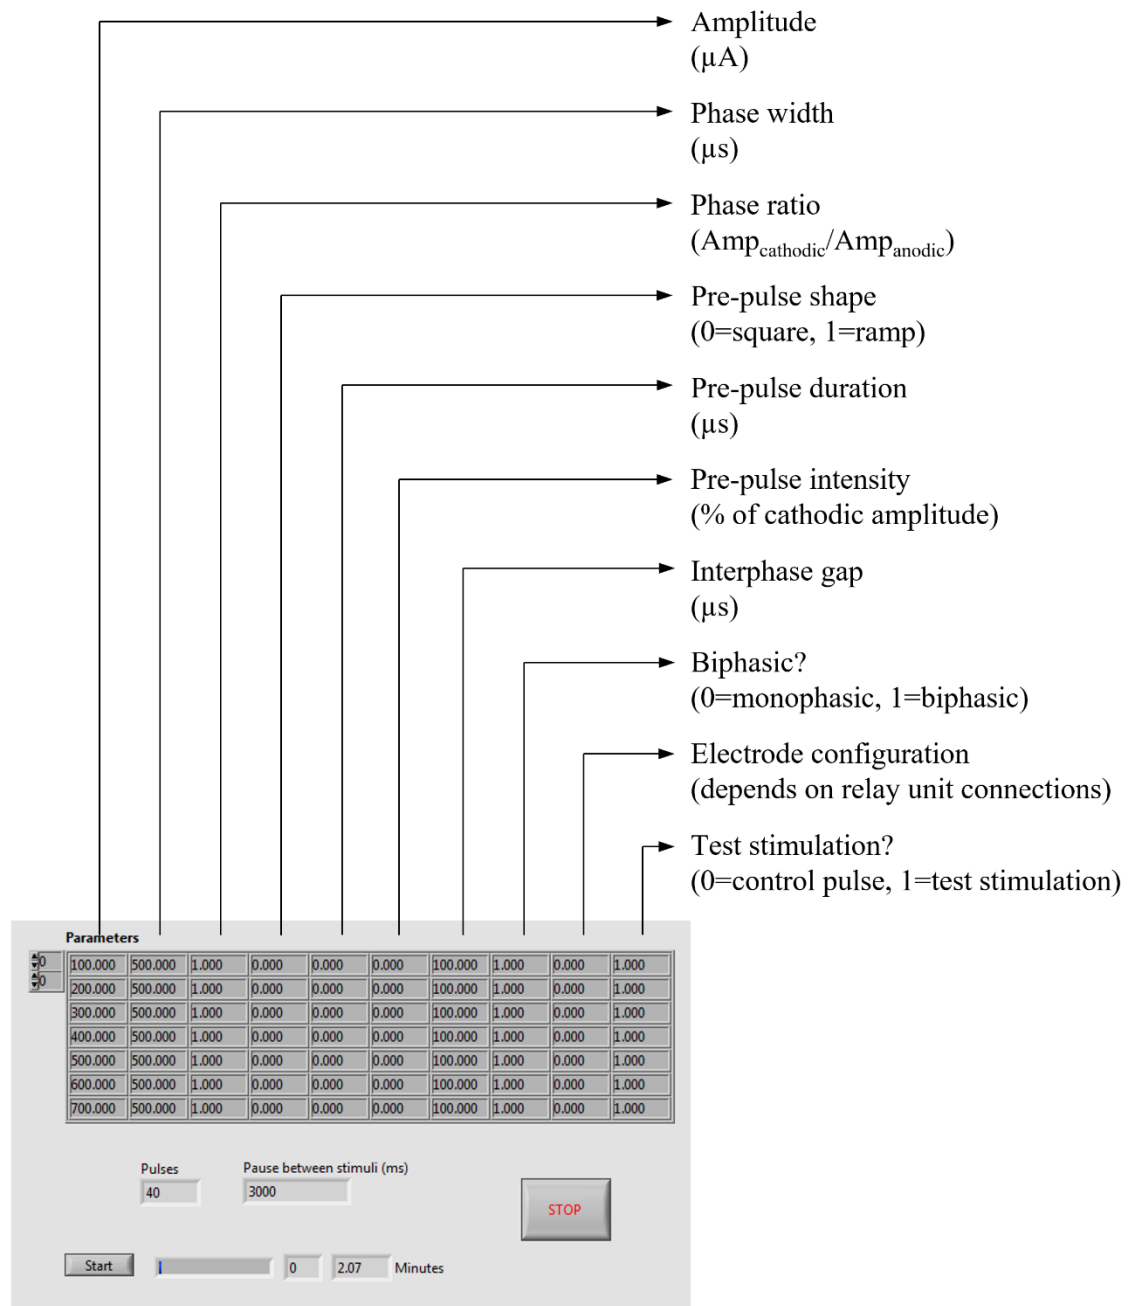 Amplitude
(µA)
Phase width
(µs)
Phase ratio
(Ampcathodic/Ampanodic)
Pre-pulse shape
(0=square, 1=ramp)
Pre-pulse duration
(µs)
Pre-pulse intensity
(% of cathodic amplitude)
Interphase gap
(µs)
Biphasic?
(0=monophasic, 1=biphasic)
Electrode configuration
(depends on relay unit connections)
Test stimulation?
(0=control pulse, 1=test stimulation)
Parameters
0 100.000 500.000 1.000 0.000 0.000 0.000 100.000 1.000 0.000 1.000
0 200.000 500.000 1.000 0.000 0.000 0.000 100.000 1.000 0.000 1.000
300.000 500.000 1.000 0.000 0.000 0.000 100.000 1.000 0.000 1.000
400.000 500.000 1.000 0.000 0.000 0.000 100.000 1.000 0.000 1.000
500.000 500.000 1.000 0.000 0.000 0.000 100.000 1.000 0.000 1.000
600.000 500.000 1.000 0.000 0.000 0.000 100.000 1.000 0.000 1.000
700.000 500.000 1.000 0.000 0.000 0.000 100.000 1.000 0.000 1.000
Pulses Pause between stimuli (ms)
40 3000
STOP
Start 0 2.07 Minutes